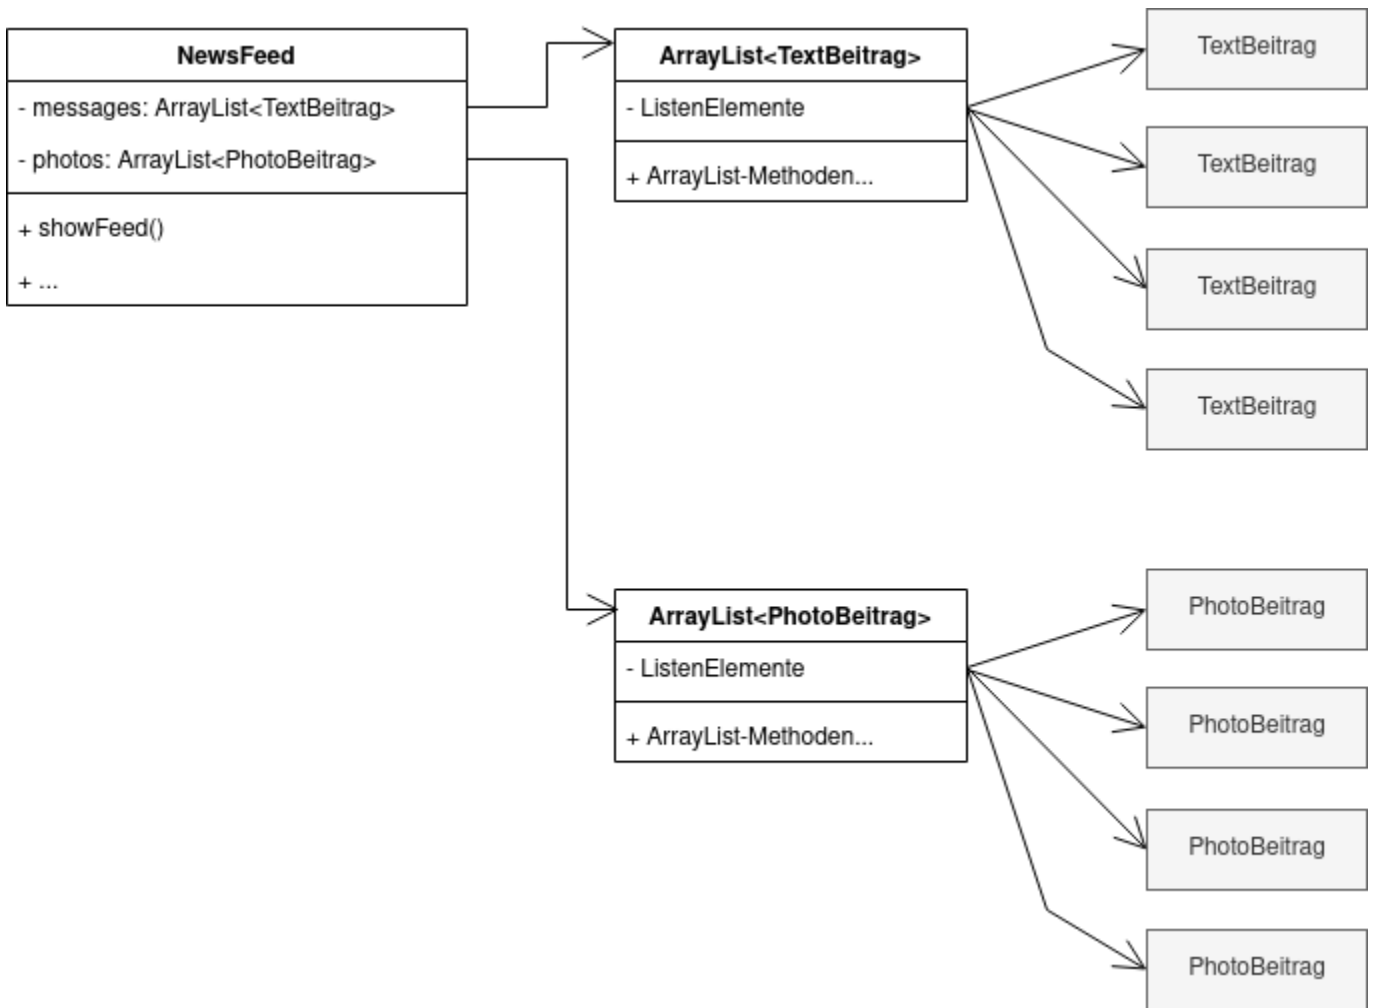 NewsFeed
- messages: ArrayList<TextBeitrag>
- photos: ArrayList<PhotoBeitrag>
+ showFeed()
+ ...
ArrayList<TextBeitrag>
- ListenElemente
+ ArrayList-Methoden...
TextBeitrag
TextBeitrag
TextBeitrag
TextBeitrag
ArrayList<PhotoBeitrag>
- ListenElemente
+ ArrayList-Methoden...
PhotoBeitrag
PhotoBeitrag
PhotoBeitrag
PhotoBeitrag